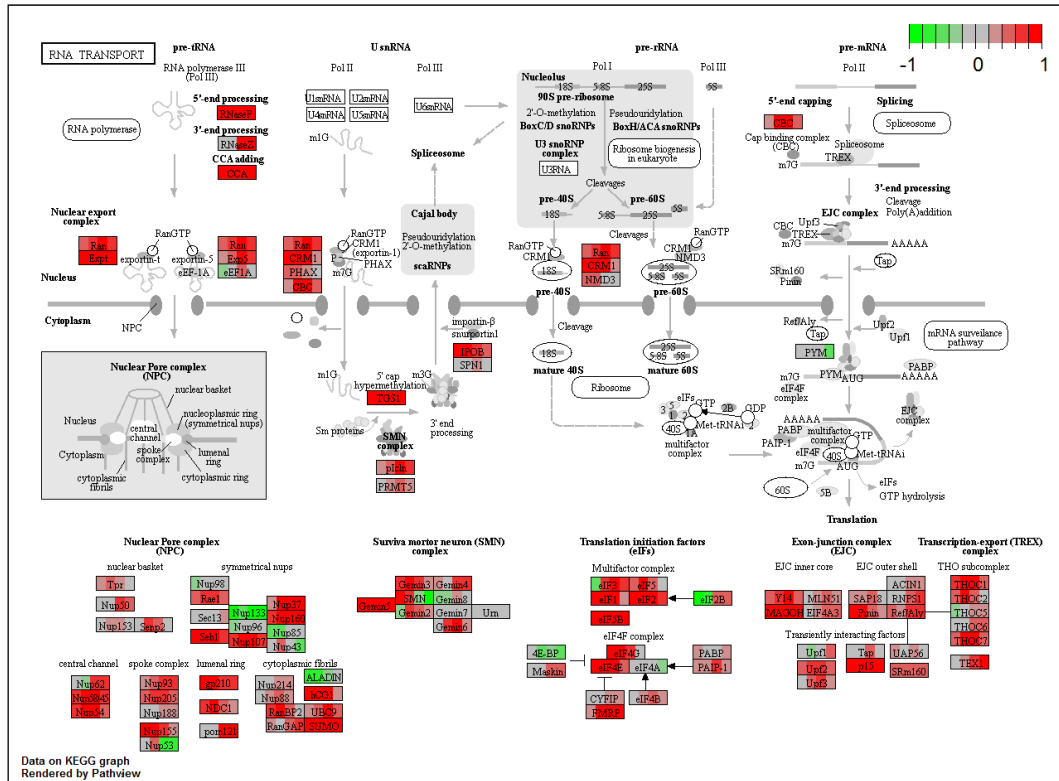 RNA TRANSPORT
-1 0 1
pre-tRNA
RNA polymerase III
(Pol III)
5'-end processing
RNaseP
3'-end processing
RNaseZ
CCA adding
CCA
RNA polymerase
Nuclear export
complex
Ran
Expt
RanGTP
exportin-t
exportin-5
eEF-1A
Ran
Exp5
eEF1A
Nucleus
Cytoplasm
NPC
U snRNA
Pol II
Pol III
U1snRNA
U2snRNA
U4snRNA
U5snRNA
U6snRNA
m1G
Spliceosome
Cajal body
Pseudouridylation
2'-O-methylation
scaRNPs
Ran
CRM1
PHAX
CBC
RanGTP
CRM1
(exportin-1)
P
PHAX
m7G
importin-β
snurportin1
IPOB
SPN1
m1G
5' cap
hypermethylation
TGS1
m3G
3' end
processing
Sm proteins
SMN
complex
pIcln
PRMT5
pre-rRNA
Pol I
Pol III
Nucleolus
18S
5.8S
25S
5S
90S pre-ribosome
2'-O-methylation
BoxC/D snoRNPs
Pseudouridylation
BoxH/ACA snoRNPs
U3 snoRNP
complex
U3RNA
Ribosome biogenesis
in eukaryote
Cleavages
pre-40S
pre-60S
18S
5.8S
25S
5S
RanGTP
CRM1
18S
Cleavages
Ran
CRM1
NMD3
RanGTP
CRM1
NMD3
25S
5.8S
5S
pre-40S
pre-60S
Cleavage
18S
25S
5.8S
5S
mature 40S
mature 60S
Ribosome
pre-mRNA
Pol II
5'-end capping
Splicing
CBC
Cap binding complex
(CBC)
Spliceosome
Spliceosome
TREX
m7G
3'-end processing
Cleavage
Poly(A)addition
EJC complex
CBC
Upf3
TREX
m7G
AAAAA
Tap
SRm160
Pinin
Ref/Aly
Tap
Upf2
Upf1
mRNA surveilance
pathway
PYM
PYM
AUG
PABP
m7G
AAAAA
eIF4F
complex
EJC
complex
eIFs
3
5
1
2
1A
GTP
2B
GDP
2
Met-tRNAi
40S
multifactor
complex
AAAAA
PABP
PAIP-1
multifactor
complex
GTP
eIF4F
40S
Met-tRNAi
m7G
AUG
60S
5B
eIFs
GTP hydrolysis
Translation
Nuclear Pore complex
(NPC)
nuclear basket
Nucleus
nucleoplasmic ring
(symmetrical nups)
central
channel
spoke
complex
lumenal
ring
Cytoplasm
cytoplasmic
fibrils
cytoplasmic ring
Nuclear Pore complex
(NPC)
nuclear basket
Tpr
Nup50
Nup153
Senp2
symmetrical nups
Nup98
Rae1
Sec13
Seh1
Nup133
Nup96
Nup107
Nup37
Nup160
Nup85
Nup43
central channel
Nup62
Nup58/45
Nup54
spoke complex
Nup93
Nup205
Nup188
Nup155
Nup53
lumenal ring
gp210
NDC1
pom121
cytoplasmic fibrils
Nup214
Nup88
RanBP2
RanGAP
ALADIN
hCG1
UBC9
SUMO
Surviva mortor neuron (SMN)
complex
Gemin5
Gemin3
SMN
Gemin2
Gemin4
Gemin8
Gemin7
Gemin6
Unr
Translation initiation factors
(eIFs)
Multifactor complex
eIF3
eIF5
eIF1
eIF2
eIF2B
eIF5B
eIF4F complex
4E-BP
Maskin
eIF4G
eIF4E
eIF4A
PABP
PAIP-1
CYFIP
FMRP
eIF4B
Exon-junction complex
(EJC)
EJC inner core
Y14
MLN51
MAGOH
EIF4A3
EJC outer shell
ACIN1
SAP18
RNPS1
Pinin
Ref/Aly
Transiently interacting factors
Upf1
Upf2
Upf3
Tap
p15
UAP56
SRm160
Transcription-export (TREX)
complex
THO subcomplex
THOC1
THOC2
THOC5
THOC6
THOC7
TEX1
Data on KEGG graph
Rendered by Pathview